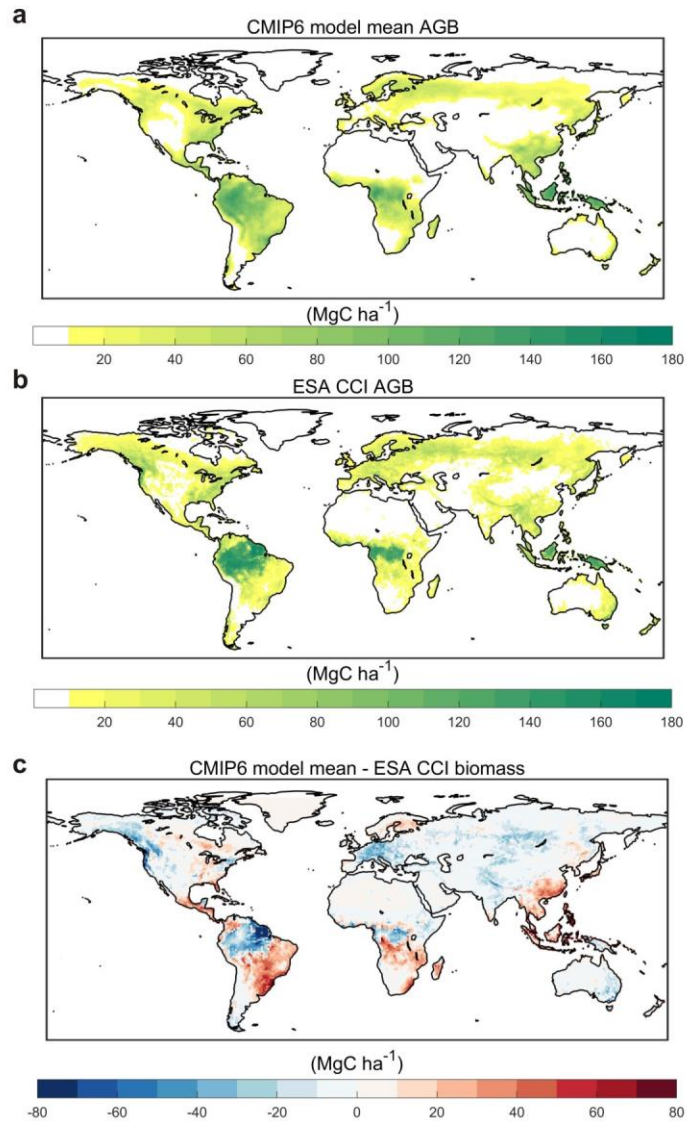 a
CMIP6 model mean AGB
(MgC ha⁻¹)
20 40 60 80 100 120 140 160 180
b
ESA CCI AGB
(MgC ha⁻¹)
20 40 60 80 100 120 140 160 180
c
CMIP6 model mean - ESA CCI biomass
(MgC ha⁻¹)
-80 -60 -40 -20 0 20 40 60 80